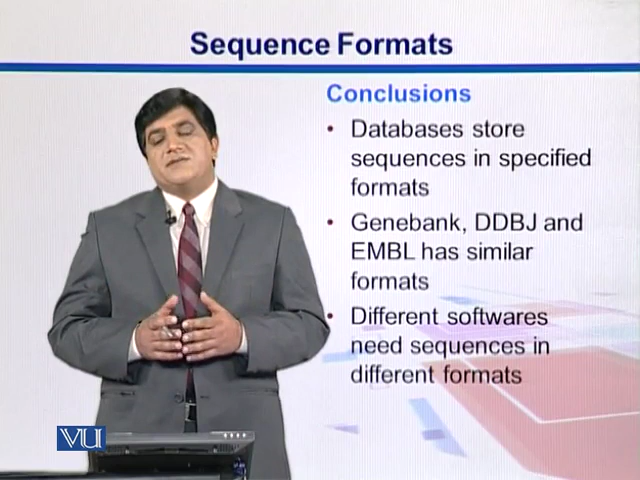 Sequence Formats
Conclusions
• Databases store
sequences in specified
formats
• Genebank, DDBJ and
EMBL has similar
formats
• Different softwares
need sequences in
different formats
VU